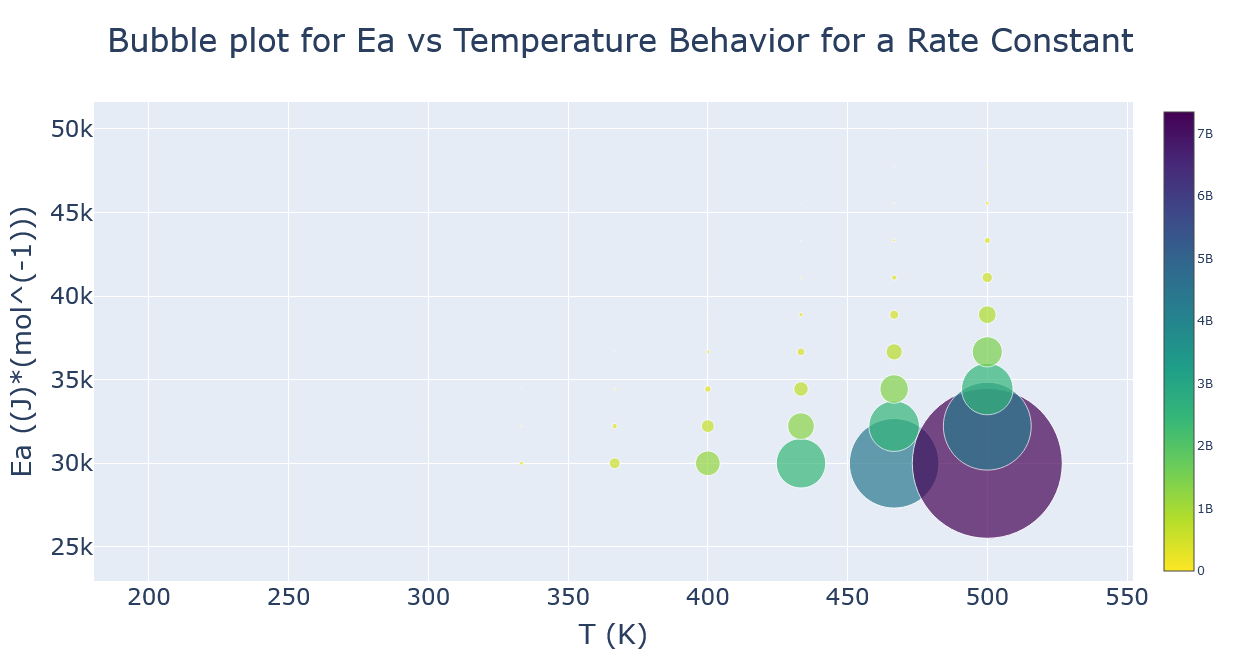 Bubble plot for Ea vs Temperature Behavior for a Rate Constant
Ea ((J)*(mol^(-1)))
50k
45k
40k
35k
30k
25k
200 250 300 350 400 450 500 550
T (K)
7B
6B
5B
4B
3B
2B
1B
0